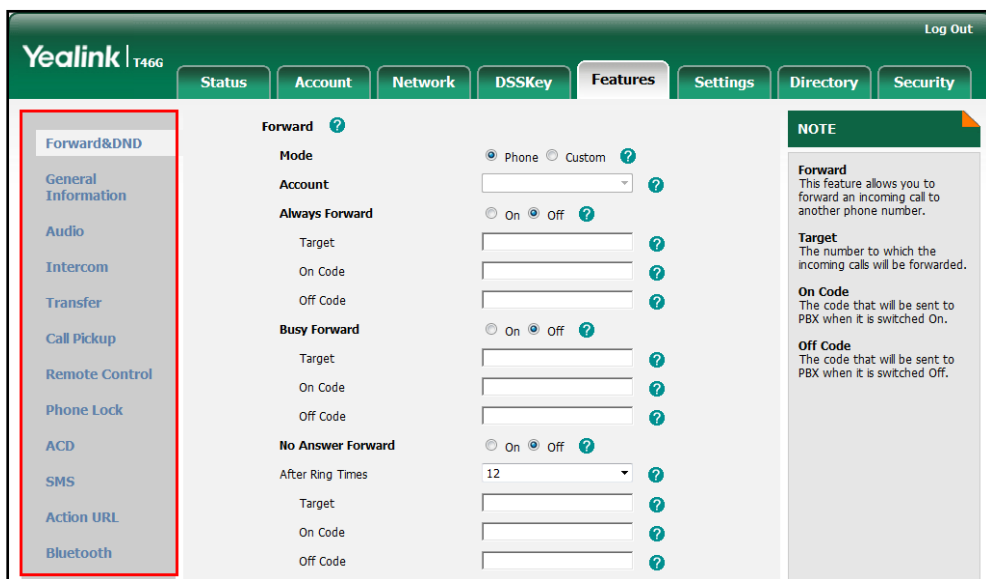 Log Out
Yealink T46G
Status Account Network DSSKey Features Settings Directory Security
Forward&DND
General
Information
Audio
Intercom
Transfer
Call Pickup
Remote Control
Phone Lock
ACD
SMS
Action URL
Bluetooth
Forward ?
Mode Phone Custom ?
Account ?
Always Forward On Off ?
Target ?
On Code ?
Off Code ?
Busy Forward On Off ?
Target ?
On Code ?
Off Code ?
No Answer Forward On Off ?
After Ring Times 12 ?
Target ?
On Code ?
Off Code ?
NOTE
Forward
This feature allows you to
forward an incoming call to
another phone number.
Target
The number to which the
incoming calls will be forwarded.
On Code
The code that will be sent to
PBX when it is switched On.
Off Code
The code that will be sent to
PBX when it is switched Off.